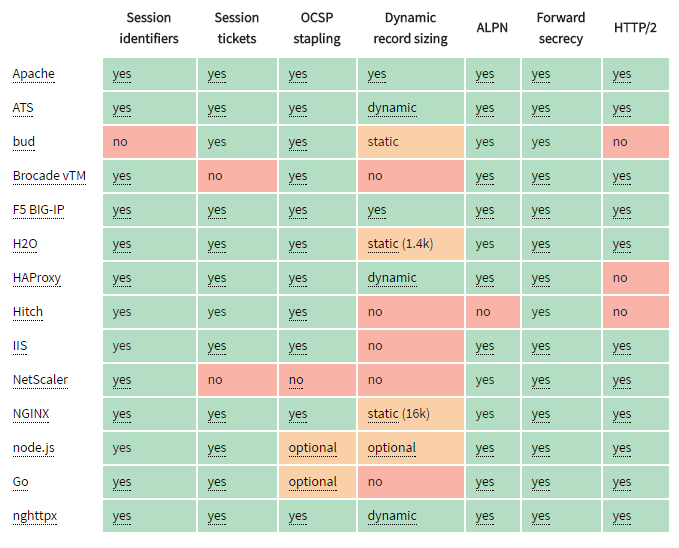 Session identifiers Session tickets OCSP stapling Dynamic record sizing ALPN Forward secrecy HTTP/2
Apache yes yes yes yes yes yes yes
ATS yes yes yes dynamic yes yes yes
bud no yes yes static yes yes no
Brocade vTM yes no yes no yes yes yes
F5 BIG-IP yes yes yes yes yes yes yes
H2O yes yes yes static (1.4k) yes yes yes
HAProxy yes yes yes dynamic yes yes no
Hitch yes yes yes no no yes no
IIS yes yes yes no yes yes yes
NetScaler yes no no no yes yes yes
NGINX yes yes yes static (16k) yes yes yes
node.js yes yes optional optional yes yes yes
Go yes yes optional no yes yes yes
nghttpx yes yes yes dynamic yes yes yes